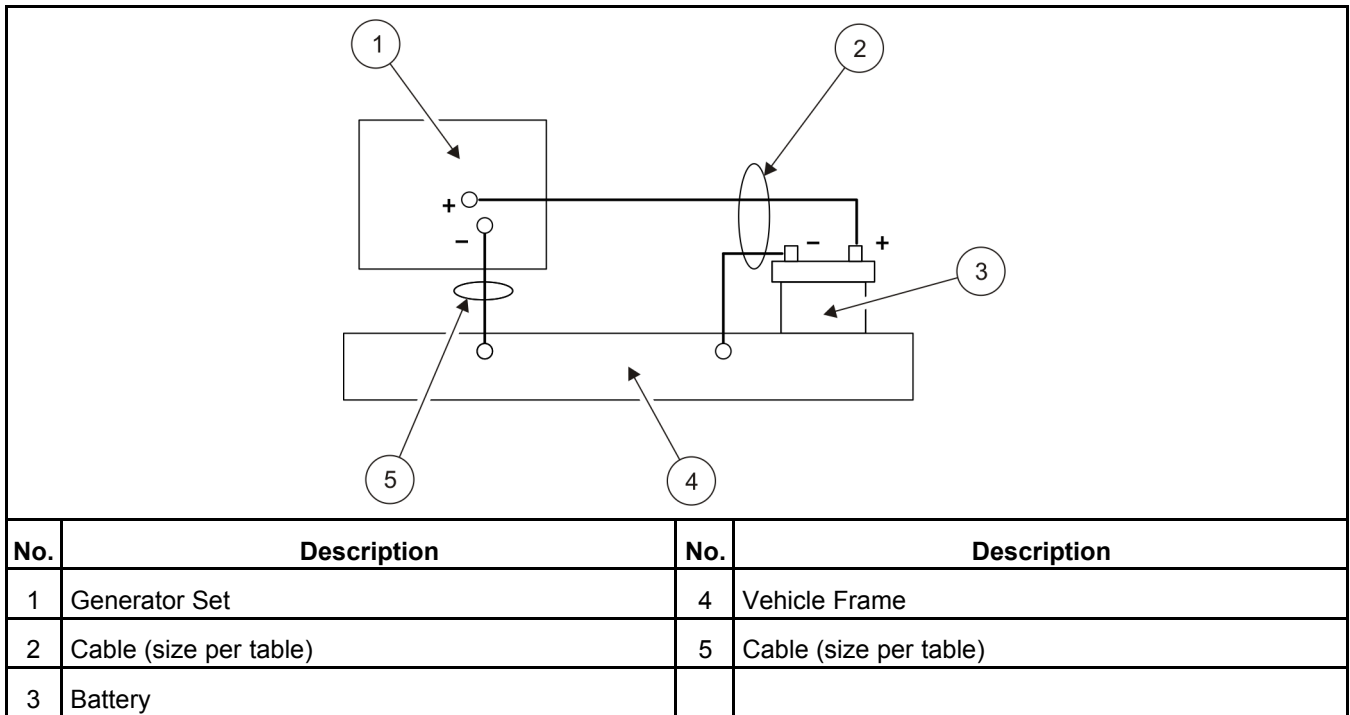 1
2
+
−
−
+
3
5
4
No. Description No. Description
1 Generator Set 4 Vehicle Frame
2 Cable (size per table) 5 Cable (size per table)
3 Battery